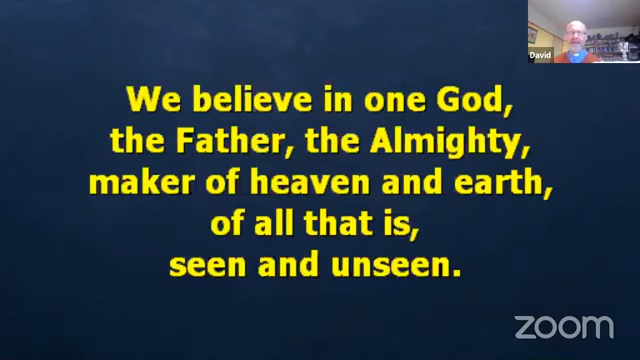 David
We believe in one God,
the Father, the Almighty,
maker of heaven and earth,
of all that is,
seen and unseen.
zoom